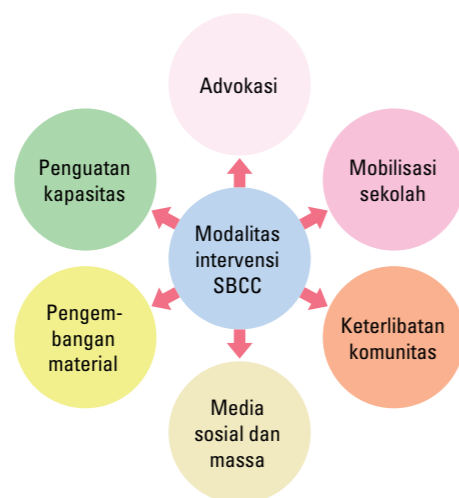 Advokasi
Penguatan
kapasitas
Mobilisasi
sekolah
Modalitas
intervensi
SBCC
Pengem-
bangan
material
Keterlibatan
komunitas
Media
sosial dan
massa